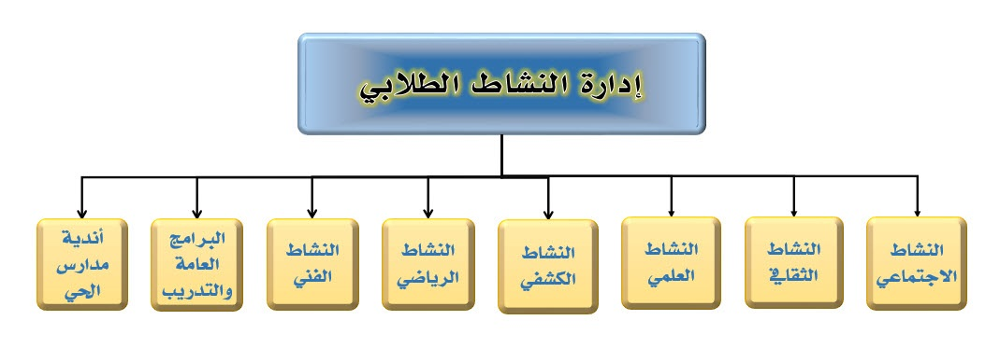 إدارة النشاط الطلابي
النشاط
الاجتماعي
النشاط
الثقافي
النشاط
العلمي
النشاط
الكشفي
النشاط
الرياضي
النشاط
الفني
البرامج
العامة
والتدريب
أندية
مدارس
الحي